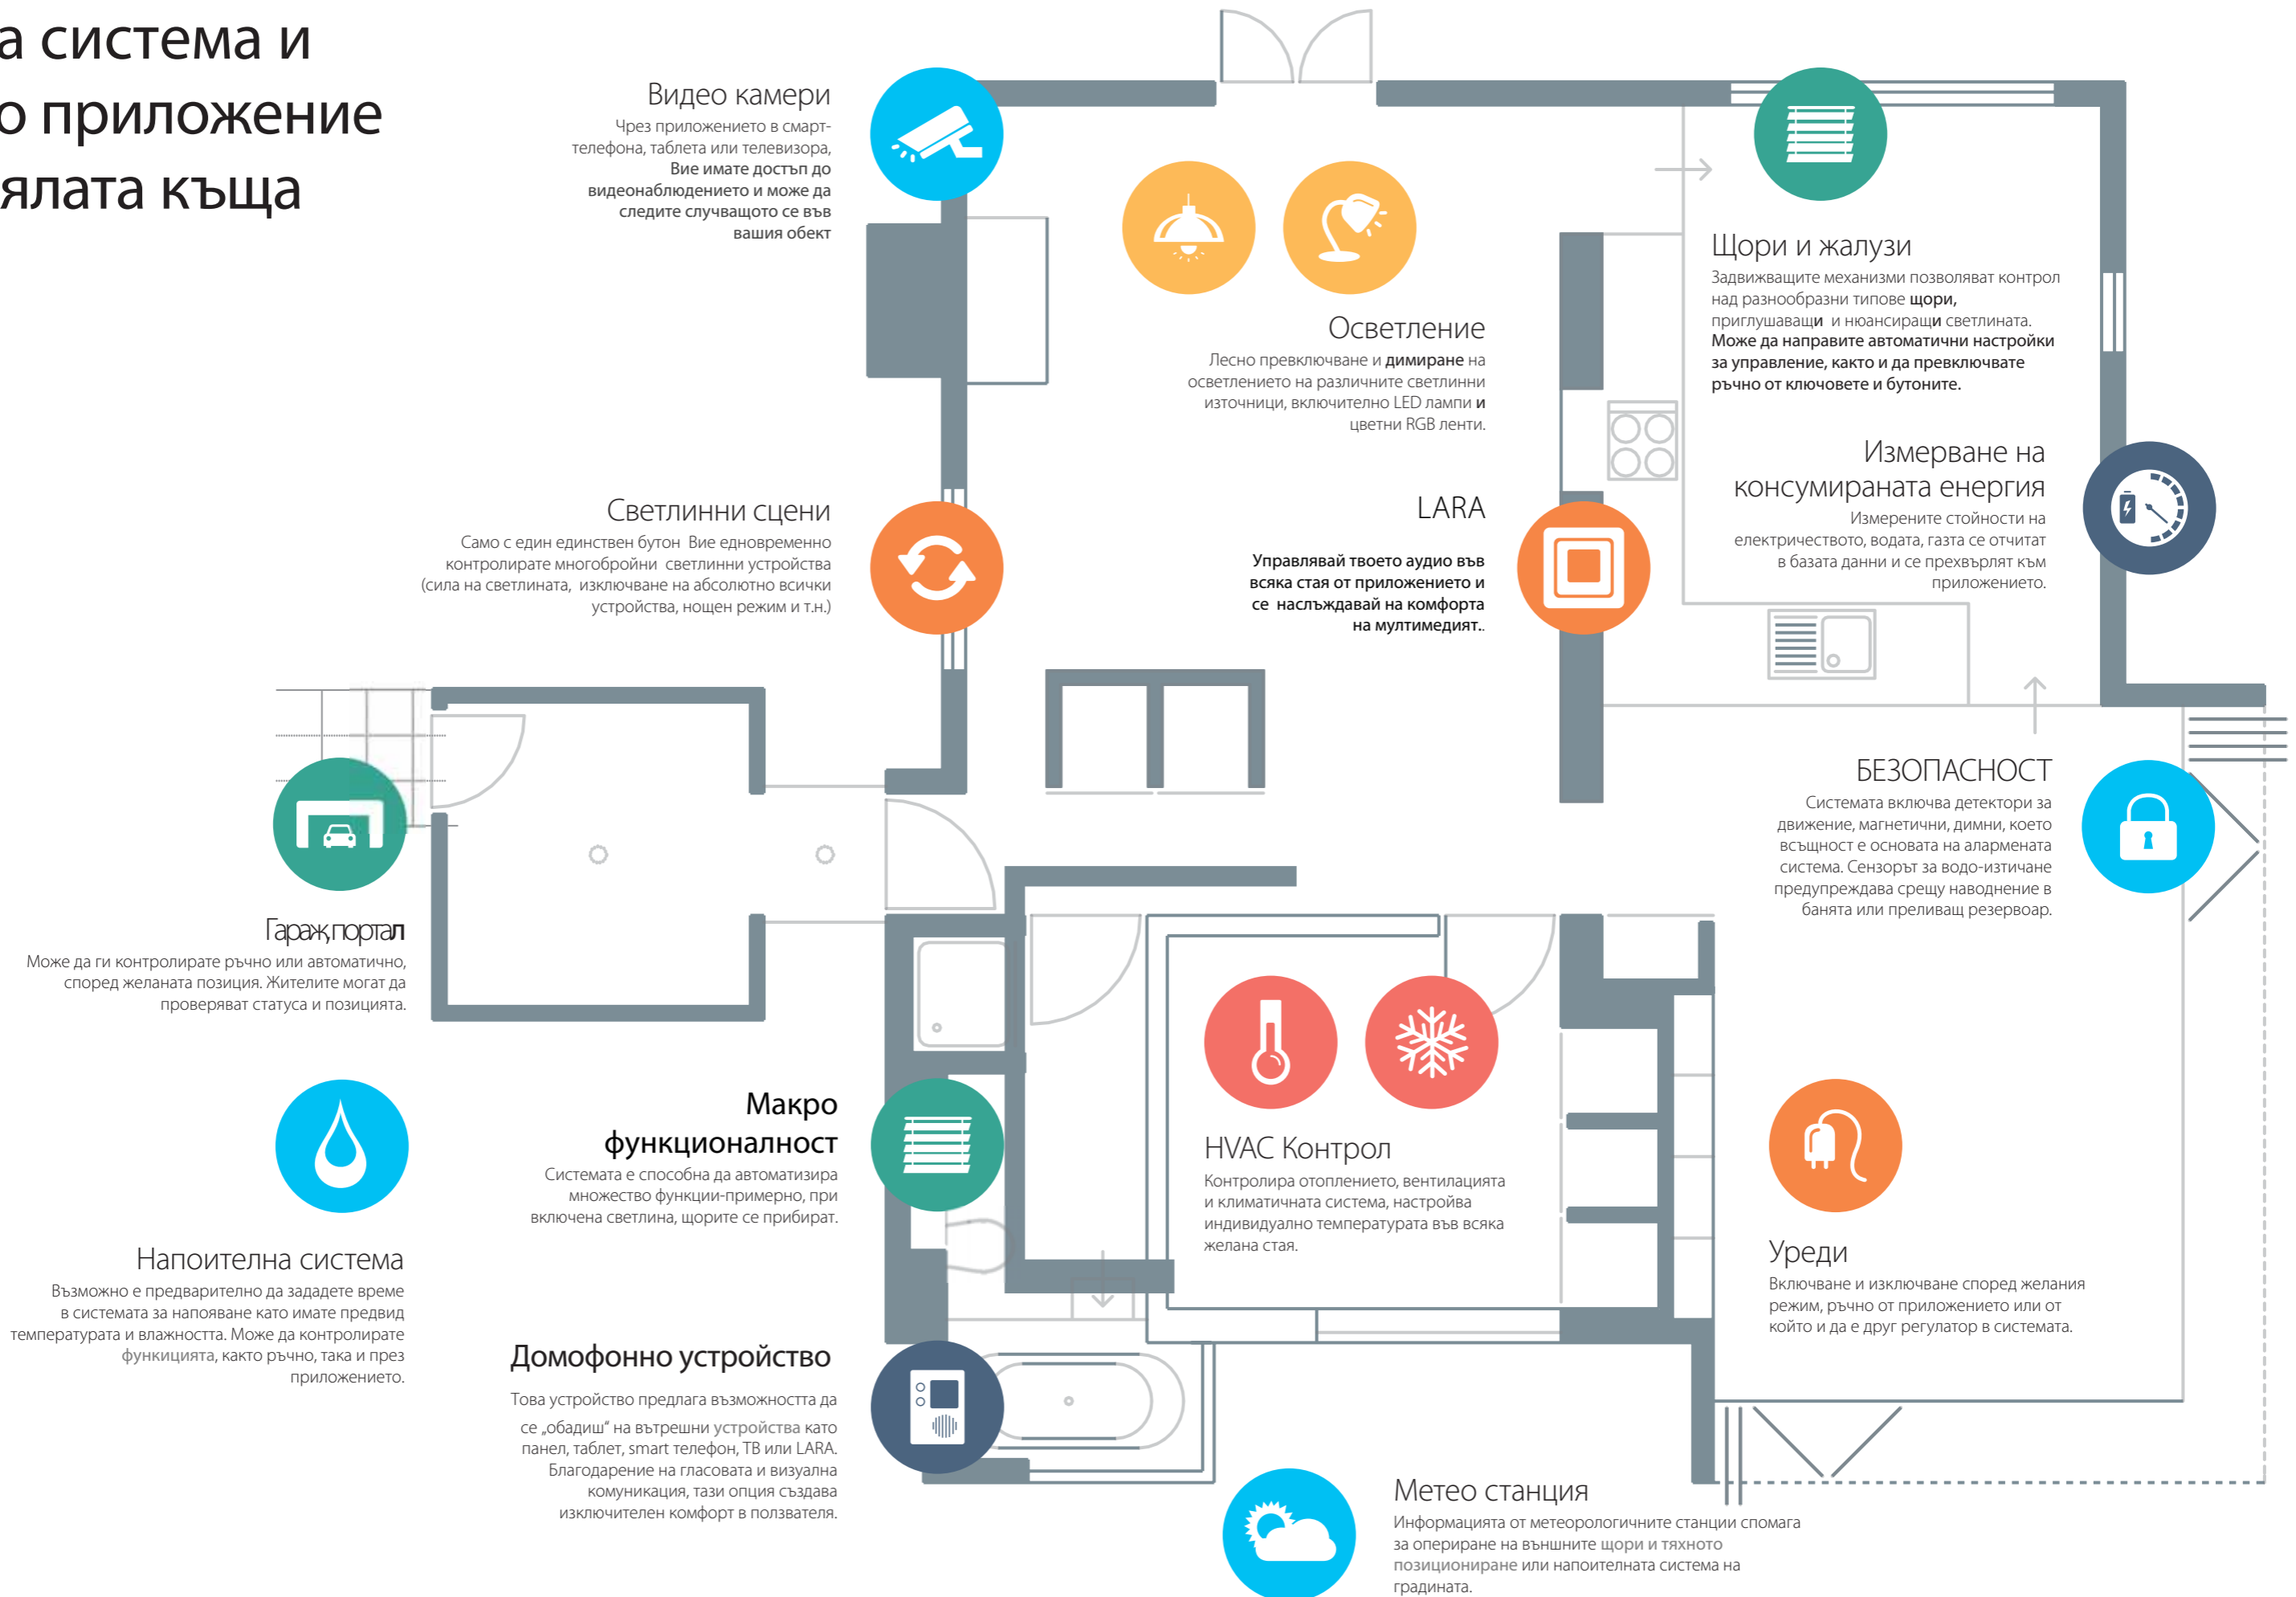 а система и
о приложение
ялата къща
Видео камери
Чрез приложението в смарт-
телефона, таблета или телевизора,
Вие имате достъп до
видеонаблюдението и може да
следите случващото се във
вашия обект
Осветление
Лесно превключване и димиране на
осветлението на различните светлинни
източници, включително LED лампи и
цветни RGB ленти.
Щори и жалузи
Задвижващите механизми позволяват контрол
над разнообразни типове щори,
приглушаващи и нюансиращи светлината.
Може да направите автоматични настройки
за управление, както и да превключвате
ръчно от ключовете и бутоните.
Светлинни сцени
Само с един единствен бутон Вие едновременно
контролирате многобройни светлинни устройства
(сила на светлината, изключване на абсолютно всички
устройства, нощен режим и т.н.)
LARA
Управлявай твоето аудио във
всяка стая от приложението и
се наслъждавай на комфорта
на мултимедият..
Измерване на
консумираната енергия
Измерените стойности на
електричеството, водата, газта се отчитат
в базата данни и се прехвърлят към
приложението.
Гараж,портал
Може да ги контролирате ръчно или автоматично,
според желаната позиция. Жителите могат да
проверяват статуса и позицията.
БЕЗОПАСНОСТ
Системата включва детектори за
движение, магнетични, димни, което
всъщност е основата на алармената
система. Сензорът за водо-изтичане
предупреждава срещу наводнение в
банята или преливащ резервоар.
Напоителна система
Възможно е предварително да зададете време
в системата за напояване като имате предвид
температурата и влажността. Може да контролирате
функицията, както ръчно, така и през
приложението.
Макро
функционалност
Системата е способна да автоматизира
множество функции-примерно, при
включена светлина, щорите се прибират.
HVAC Контрол
Контролира отоплението, вентилацията
и климатичната система, настройва
индивидуално температурата във всяка
желана стая.
Уреди
Включване и изключване според желания
режим, ръчно от приложението или от
който и да е друг регулатор в системата.
Домофонно устройство
Това устройство предлага възможността да
се „обадиш“ на вътрешни устройства като
панел, таблет, smart телефон, ТВ или LARA.
Благодарение на гласовата и визуална
комуникация, тази опция създава
изключителен комфорт в ползвателя.
Метео станция
Информацията от метеорологичните станции спомага
за опериране на външните щори и тяхното
позициониране или напоителната система на
градината.